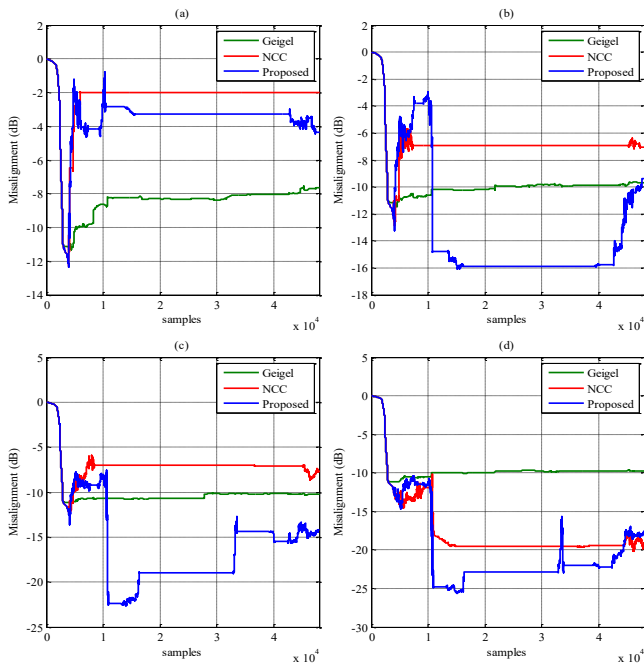 (a)
2
0
-2
-4
-6
-8
-10
-12
-14
Misalignment (dB)
0
1
2
3
4
samples
x 10^4
Geigel
NCC
Proposed
(b)
2
0
-2
-4
-6
-8
-10
-12
-14
-16
-18
Misalignment (dB)
0
1
2
3
4
samples
x 10^4
Geigel
NCC
Proposed
(c)
5
0
-5
-10
-15
-20
-25
Misalignment (dB)
0
1
2
3
4
samples
x 10^4
Geigel
NCC
Proposed
(d)
5
0
-5
-10
-15
-20
-25
-30
Misalignment (dB)
0
1
2
3
4
samples
x 10^4
Geigel
NCC
Proposed